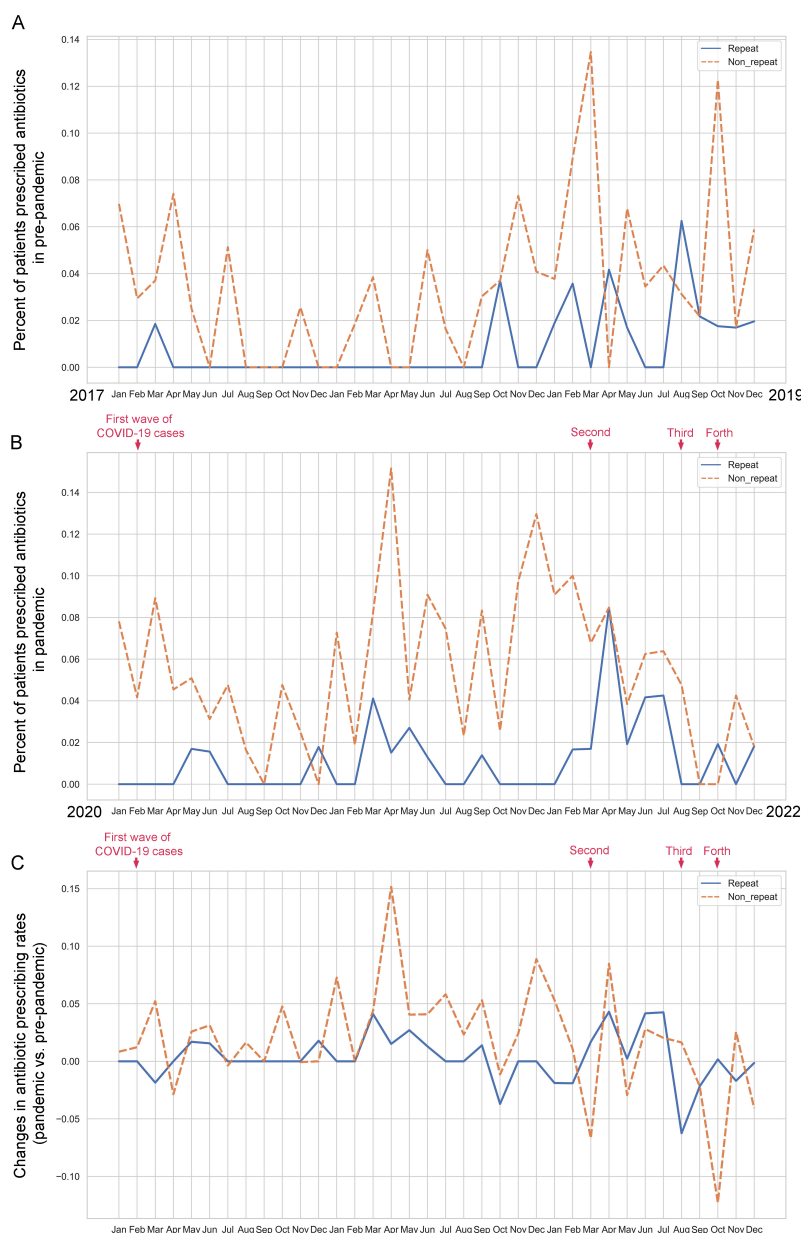 A
0.14
0.12
0.10
0.08
0.06
0.04
0.02
0.00
Percent of patients prescribed antibiotics
in pre-pandemic
Repeat
Non_repeat
2017 Jan Feb Mar Apr May Jun Jul Aug Sep Oct Nov Dec Jan Feb Mar Apr May Jun Jul Aug Sep Oct Nov Dec Jan Feb Mar Apr May Jun Jul Aug Sep Oct Nov Dec 2019
First wave of
COVID-19 cases
Second
Third
Forth
B
0.14
0.12
0.10
0.08
0.06
0.04
0.02
0.00
Percent of patients prescribed antibiotics
in pandemic
Repeat
Non_repeat
2020 Jan Feb Mar Apr May Jun Jul Aug Sep Oct Nov Dec Jan Feb Mar Apr May Jun Jul Aug Sep Oct Nov Dec Jan Feb Mar Apr May Jun Jul Aug Sep Oct Nov Dec 2022
First wave of
COVID-19 cases
Second
Third
Forth
C
0.15
0.10
0.05
0.00
−0.05
−0.10
Changes in antibiotic prescribing rates
(pandemic vs. pre-pandemic)
Repeat
Non_repeat
Jan Feb Mar Apr May Jun Jul Aug Sep Oct Nov Dec Jan Feb Mar Apr May Jun Jul Aug Sep Oct Nov Dec Jan Feb Mar Apr May Jun Jul Aug Sep Oct Nov Dec